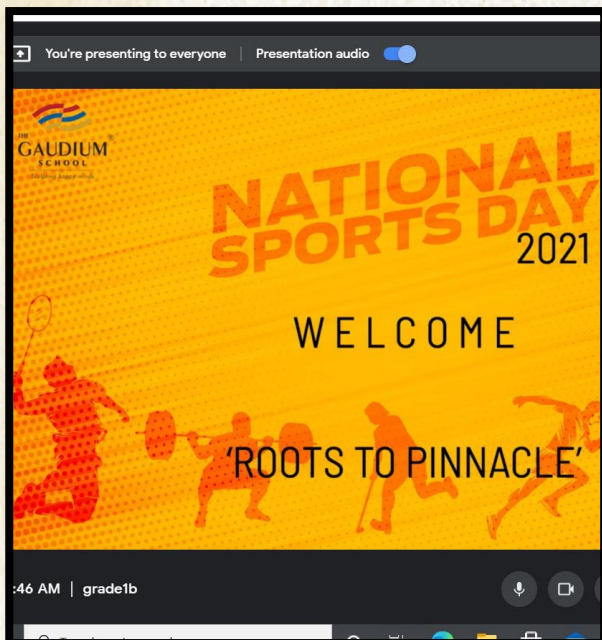 You're presenting to everyone | Presentation audio
THE
GAUDIUM®
SCHOOL
NATIONAL
SPORTS DAY
2021
WELCOME
'ROOTS TO PINNACLE'
:46 AM | grade1b